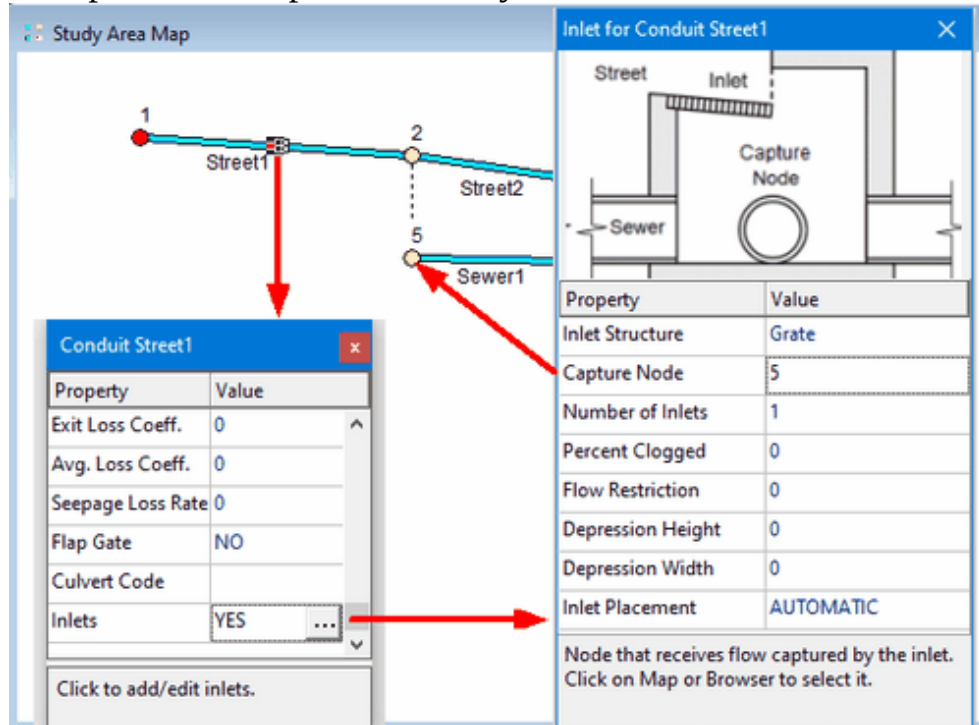 Study Area Map
1
Street1
2
Street2
5
Sewer1
Conduit Street1
x
Property Value
Exit Loss Coeff. 0
Avg. Loss Coeff. 0
Seepage Loss Rate 0
Flap Gate NO
Culvert Code
Inlets YES ...
Click to add/edit inlets.
Inlet for Conduit Street1
Street Inlet
Capture
Node
Sewer
Property Value
Inlet Structure Grate
Capture Node 5
Number of Inlets 1
Percent Clogged 0
Flow Restriction 0
Depression Height 0
Depression Width 0
Inlet Placement AUTOMATIC
Node that receives flow captured by the inlet.
Click on Map or Browser to select it.